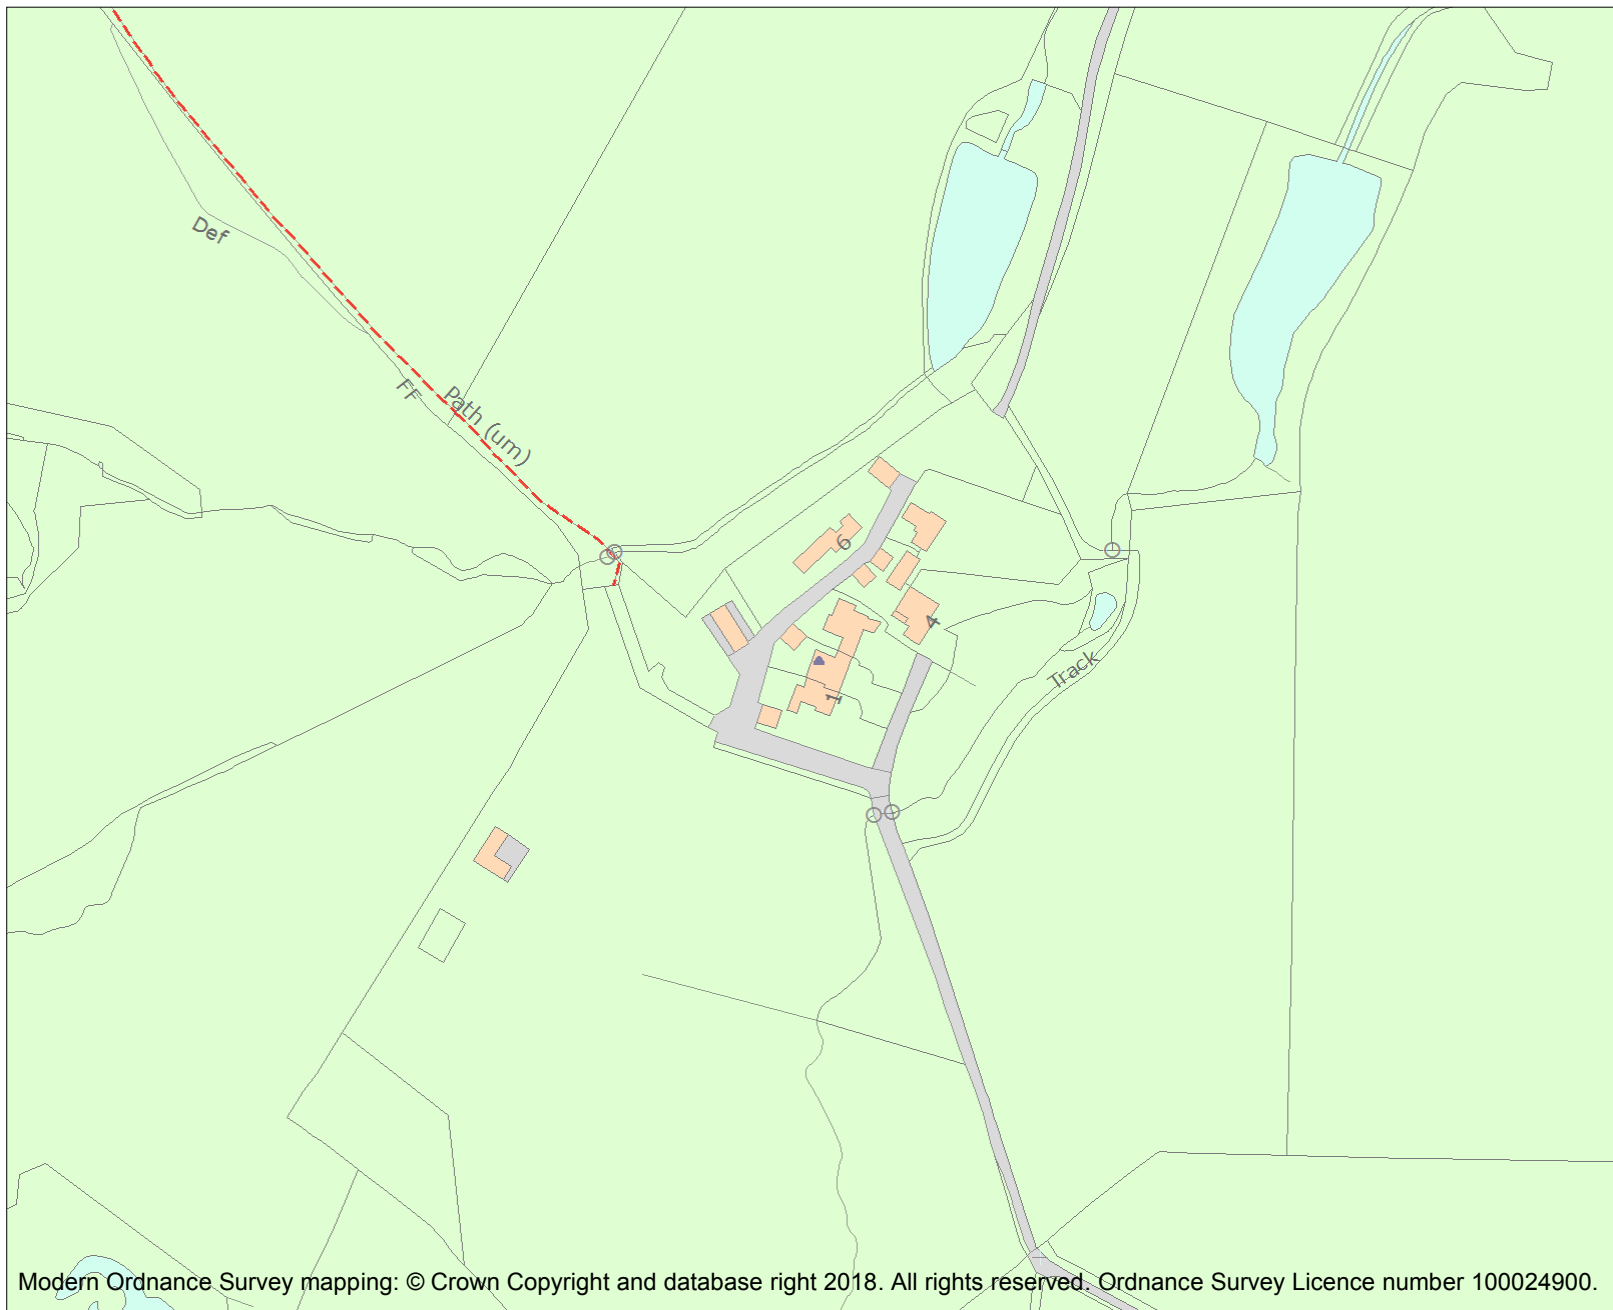 Def
FF
Path (um)
6
4
1
Track
Modern Ordnance Survey mapping: © Crown Copyright and database right 2018. All rights reserved. Ordnance Survey Licence number 100024900.